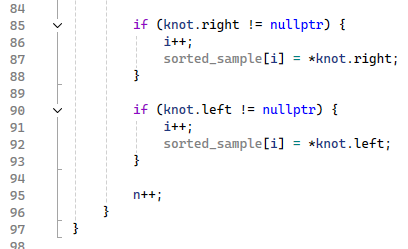 84
85 if (knot.right != nullptr) {
86 i++;
87 sorted_sample[i] = *knot.right;
88 }
89
90 if (knot.left != nullptr) {
91 i++;
92 sorted_sample[i] = *knot.left;
93 }
94
95 n++;
96 }
97 }
98